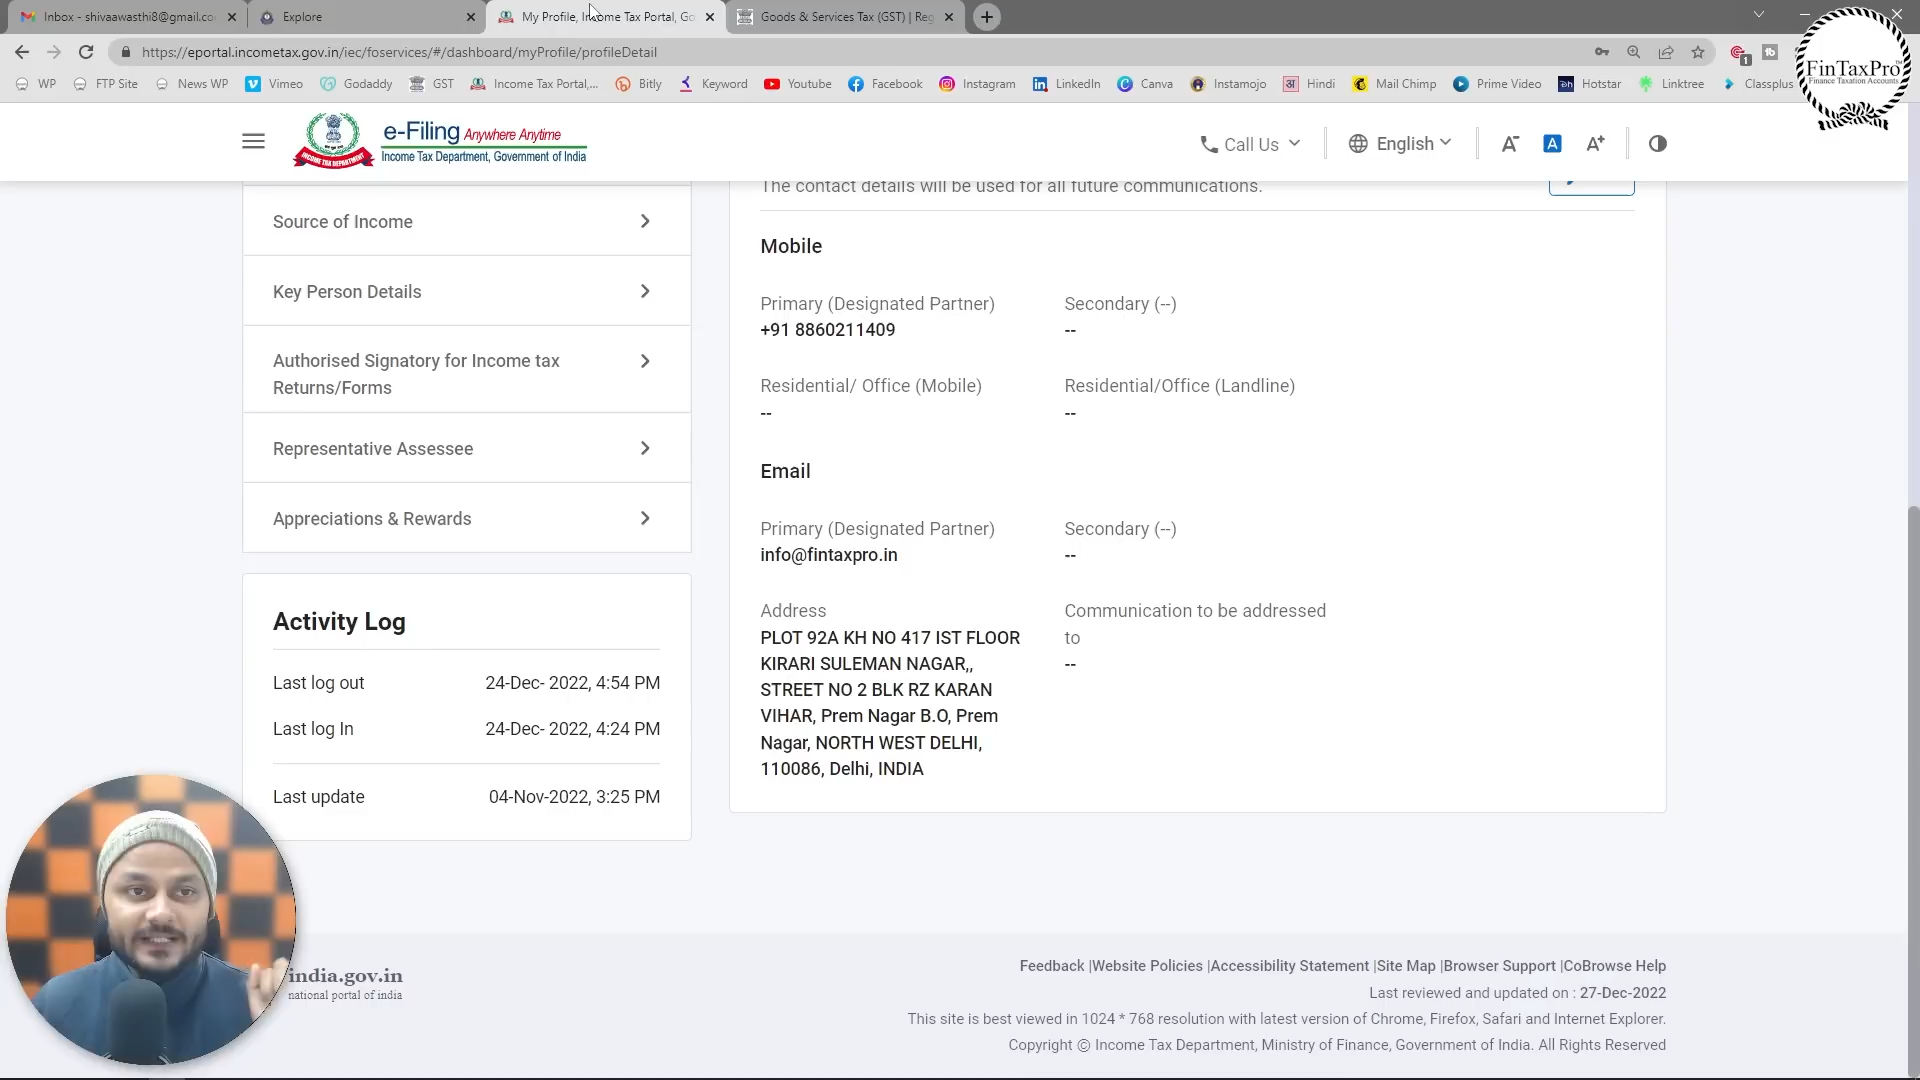 Inbox - shivaawasthi8@gmail.co
Explore
My Profile, Income Tax Portal, Go
Goods & Services Tax (GST) | Reg
https://eportal.incometax.gov.in/iec/foservices/#/dashboard/myProfile/profileDetail
WP
FTP Site
News WP
Vimeo
Godaddy
GST
Income Tax Portal,...
Bitly
Keyword
Youtube
Facebook
Instagram
LinkedIn
Canva
Instamojo
Hindi
Mail Chimp
Prime Video
Hotstar
Linktree
Classplus
FinTaxPro
Finance Taxation Accounts
INCOME TAX DEPARTMENT
e-Filing Anywhere Anytime
Income Tax Department, Government of India
Call Us
English
A-
A
A+
The contact details will be used for all future communications.
Source of Income
Key Person Details
Authorised Signatory for Income tax
Returns/Forms
Representative Assessee
Appreciations & Rewards
Activity Log
Last log out 24-Dec- 2022, 4:54 PM
Last log In 24-Dec- 2022, 4:24 PM
Last update 04-Nov-2022, 3:25 PM
Mobile
Primary (Designated Partner) Secondary (--)
+91 8860211409 --
Residential/ Office (Mobile) Residential/Office (Landline)
-- --
Email
Primary (Designated Partner) Secondary (--)
info@fintaxpro.in --
Address
PLOT 92A KH NO 417 IST FLOOR
KIRARI SULEMAN NAGAR,,
STREET NO 2 BLK RZ KARAN
VIHAR, Prem Nagar B.O, Prem
Nagar, NORTH WEST DELHI,
110086, Delhi, INDIA
Communication to be addressed
to
--
india.gov.in
national portal of india
Feedback |Website Policies |Accessibility Statement |Site Map |Browser Support |CoBrowse Help
Last reviewed and updated on : 27-Dec-2022
This site is best viewed in 1024 * 768 resolution with latest version of Chrome, Firefox, Safari and Internet Explorer.
Copyright © Income Tax Department, Ministry of Finance, Government of India. All Rights Reserved